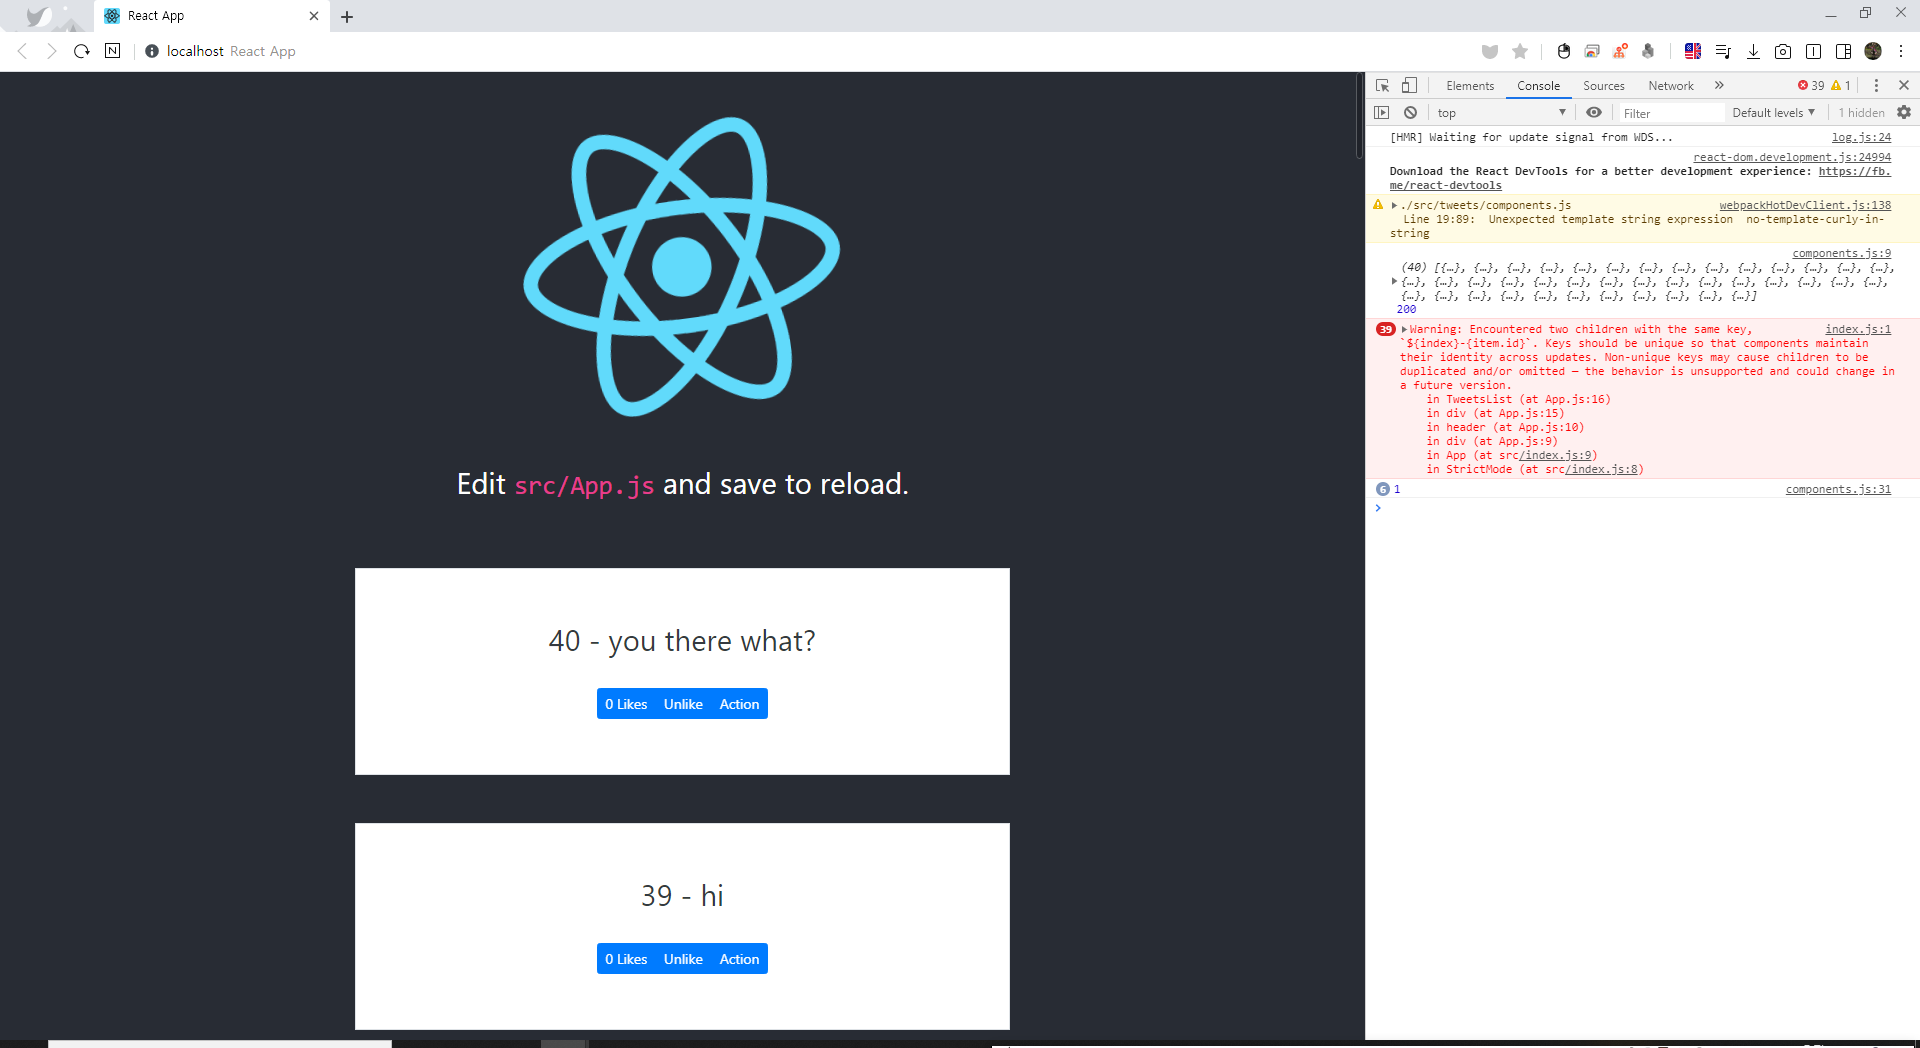 React App
N
localhost React App
Elements Console Sources Network » 39 1
top Filter Default levels 1 hidden
[HMR] Waiting for update signal from WDS... log.js:24
react-dom.development.js:24994
Download the React DevTools for a better development experience: https://fb.
me/react-devtools
./src/tweets/components.js webpackHotDevClient.js:138
Line 19:89: Unexpected template string expression no-template-curly-in-
string
components.js:9
(40) [{…}, {…}, {…}, {…}, {…}, {…}, {…}, {…}, {…}, {…}, {…}, {…}, {…}, {…},
{…}, {…}, {…}, {…}, {…}, {…}, {…}, {…}, {…}, {…}, {…}, {…}, {…}, {…}, {…},
{…}, {…}, {…}, {…}, {…}, {…}, {…}, {…}, {…}, {…}, {…}]
200
39 Warning: Encountered two children with the same key, index.js:1
`${index}-{item.id}`. Keys should be unique so that components maintain
their identity across updates. Non-unique keys may cause children to be
duplicated and/or omitted — the behavior is unsupported and could change in
a future version.
in TweetsList (at App.js:16)
in div (at App.js:15)
in header (at App.js:10)
in div (at App.js:9)
in App (at src/index.js:9)
in StrictMode (at src/index.js:8)
6 1 components.js:31
Edit src/App.js and save to reload.
40 - you there what?
0 Likes Unlike Action
39 - hi
0 Likes Unlike Action